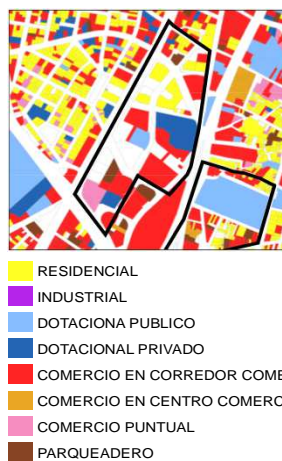 RESIDENCIAL
INDUSTRIAL
DOTACIONA PUBLICO
DOTACIONAL PRIVADO
COMERCIO EN CORREDOR COME
COMERCIO EN CENTRO COMERC
COMERCIO PUNTUAL
PARQUEADERO